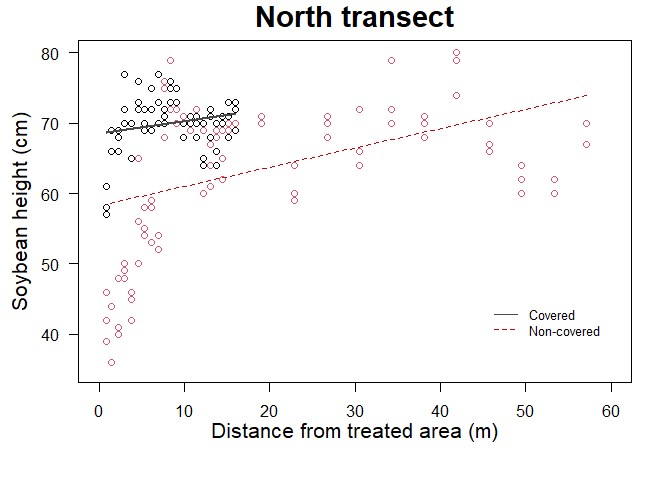 North transect
Soybean height (cm)
80
70
60
50
40
Covered
Non-covered
0 10 20 30 40 50 60
Distance from treated area (m)